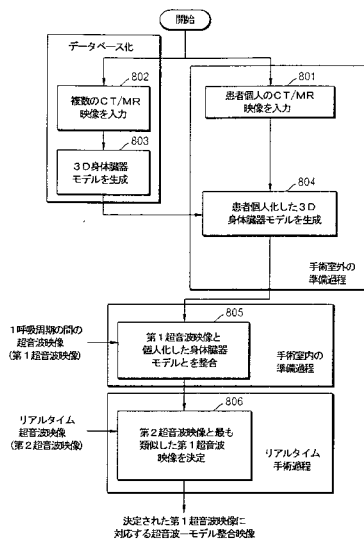 開始
データベース化
802
複数のCT/MR
映像を入力
803
3D身体臓器
モデルを生成
801
患者個人のCT/MR
映像を入力
804
患者個人化した3D
身体臓器モデルを生成
手術室外の
準備過程
1呼吸周期の間の
超音波映像
(第1超音波映像)
805
第1超音波映像と
個人化した身体臓器
モデルとを整合
手術室内の
準備過程
リアルタイム
超音波映像
(第2超音波映像)
806
第2超音波映像と最も
類似した第1超音波
映像を決定
リアルタイム
手術過程
決定された第1超音波映像に
対応する超音波-モデル整合映像